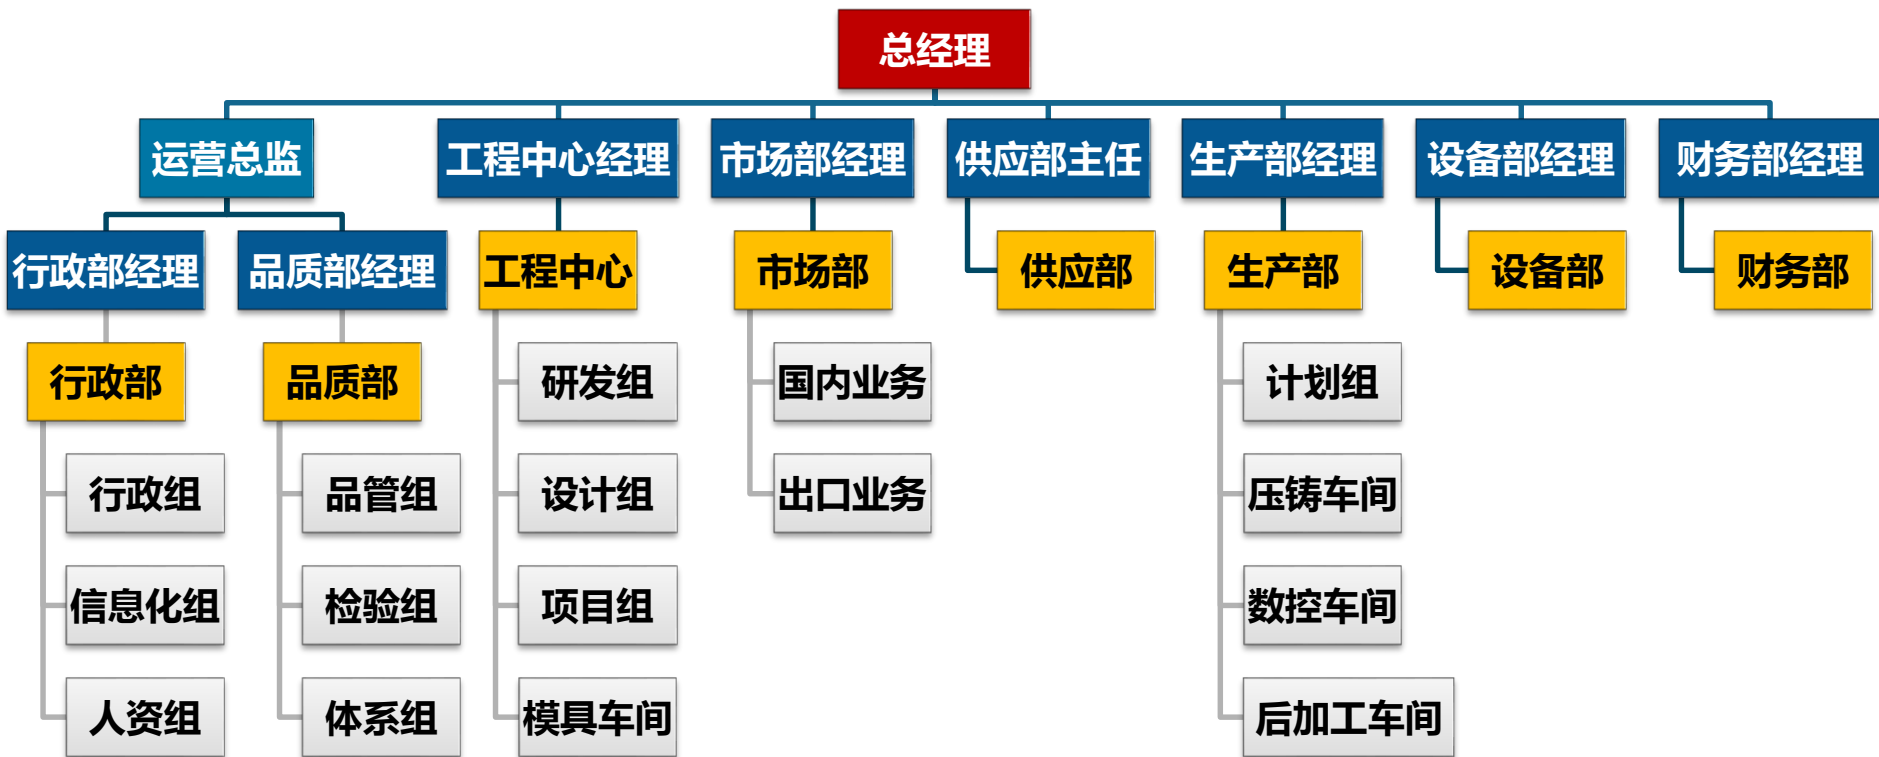 总经理
运营总监
工程中心经理
市场部经理
供应部主任
生产部经理
设备部经理
财务部经理
行政部经理
品质部经理
工程中心
市场部
供应部
生产部
设备部
财务部
行政部
品质部
研发组
国内业务
计划组
行政组
品管组
设计组
出口业务
压铸车间
信息化组
检验组
项目组
数控车间
人资组
体系组
模具车间
后加工车间